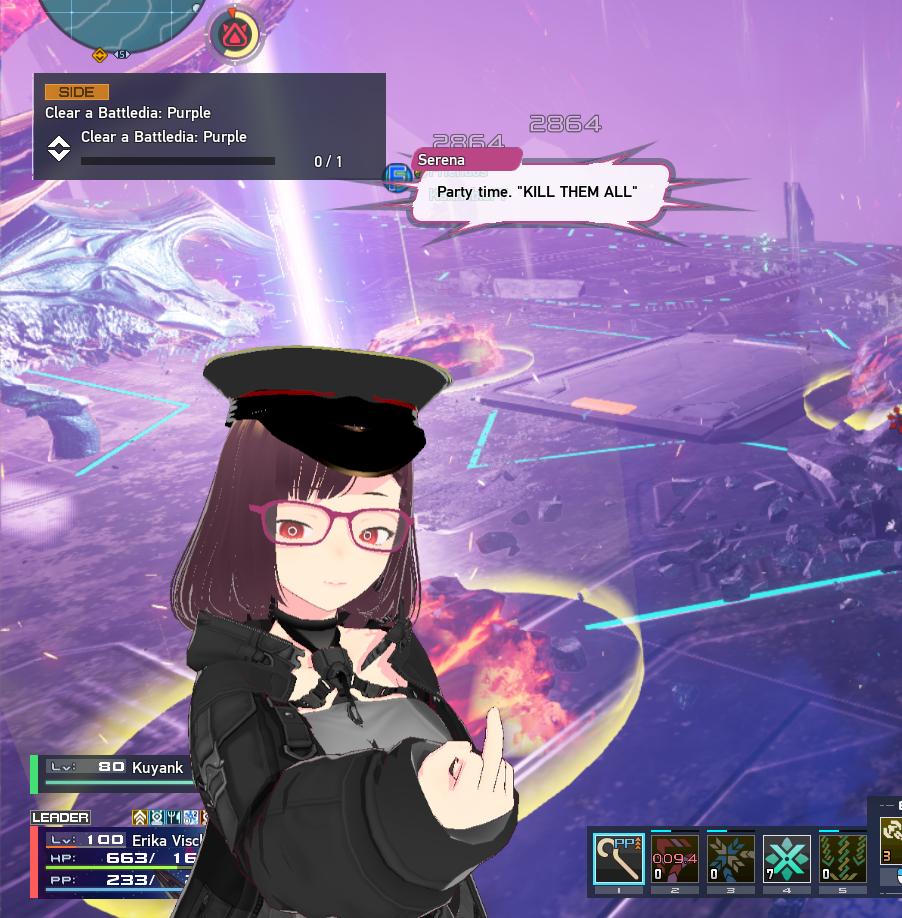 S
SIDE
Clear a Battledia: Purple
Clear a Battledia: Purple
0 / 1
2864
2864
Serena
Party time. "KILL THEM ALL"
Lv: 80 Kuyank
LEADER
Lv: 100 Erika Visch
HP: 663/ 16
PP: 233/
PP
009:4
0
0
7
0
3
1
2
3
4
5